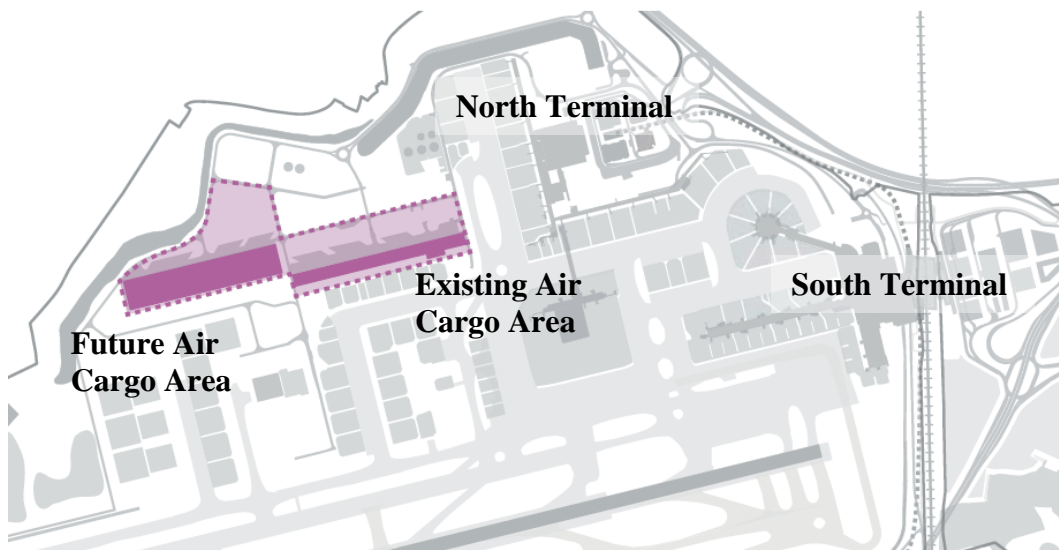 North Terminal
Existing Air
Cargo Area
South Terminal
Future Air
Cargo Area